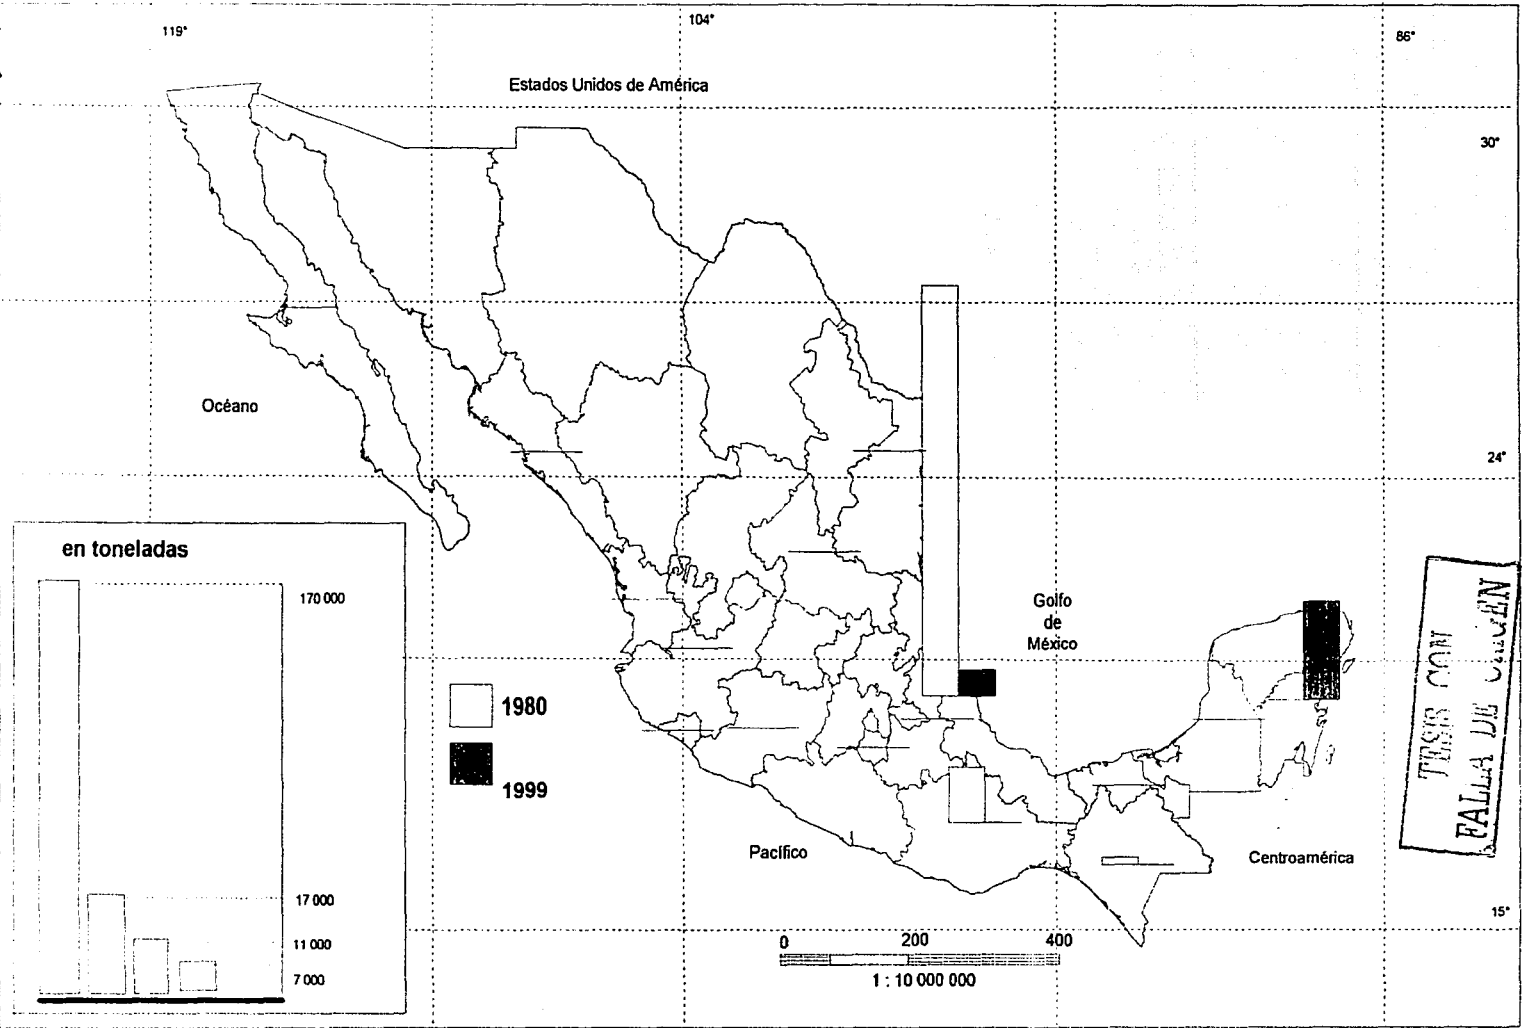 119°
104°
86°
Estados Unidos de América
30°
Océano
24°
en toneladas
170 000
Golfo
de
México
1980
1999
TESIS CON
FALLA DE ORIGEN
Pacífico
Centroamérica
17 000
11 000
7 000
15°
0 200 400
1 : 10 000 000